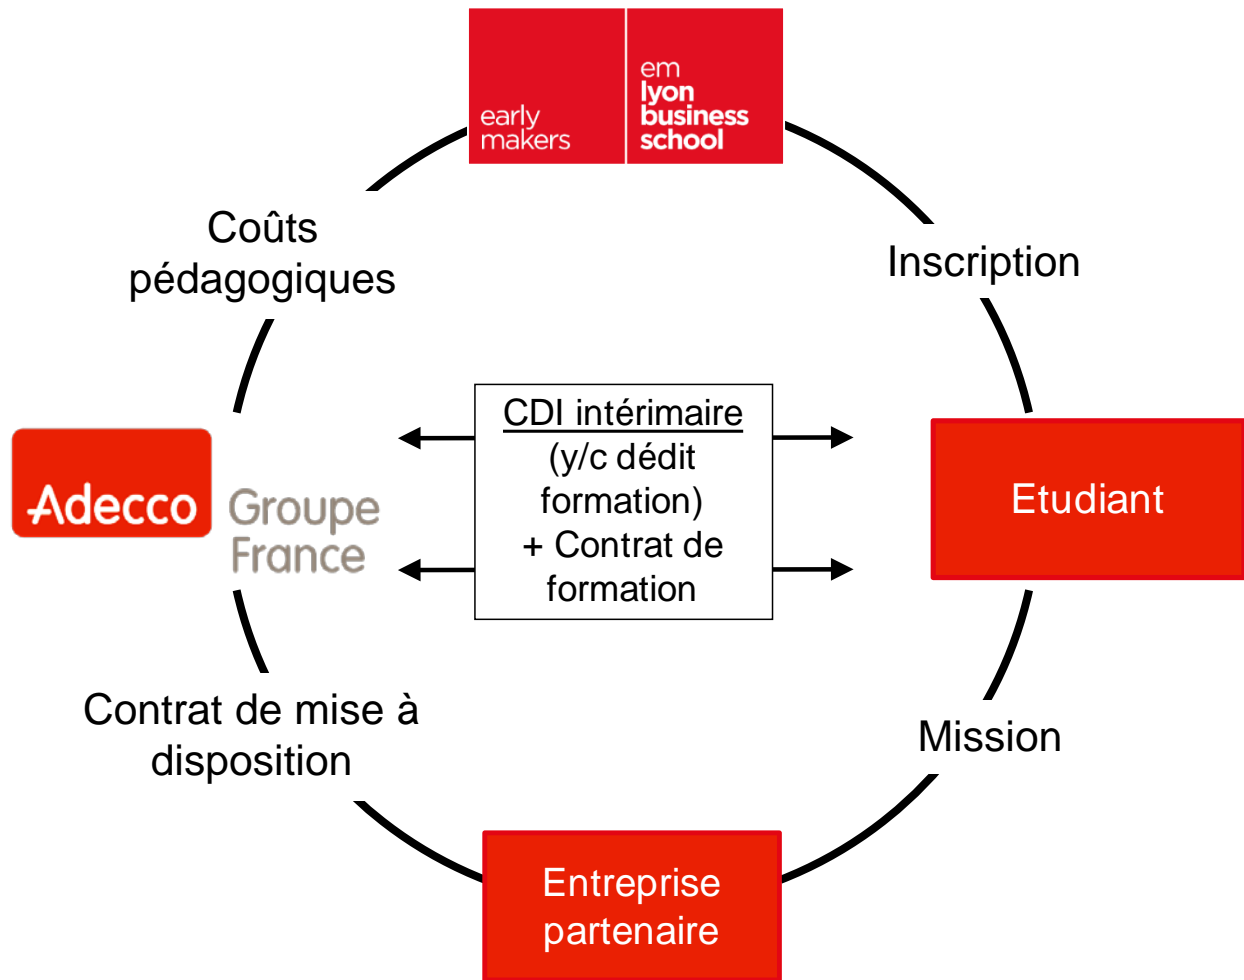 early
makers
em
lyon
business
school
Coûts
pédagogiques
Inscription
CDI intérimaire
(y/c dédit
formation)
+ Contrat de
formation
Adecco
Groupe
France
Etudiant
Contrat de mise à
disposition
Mission
Entreprise
partenaire